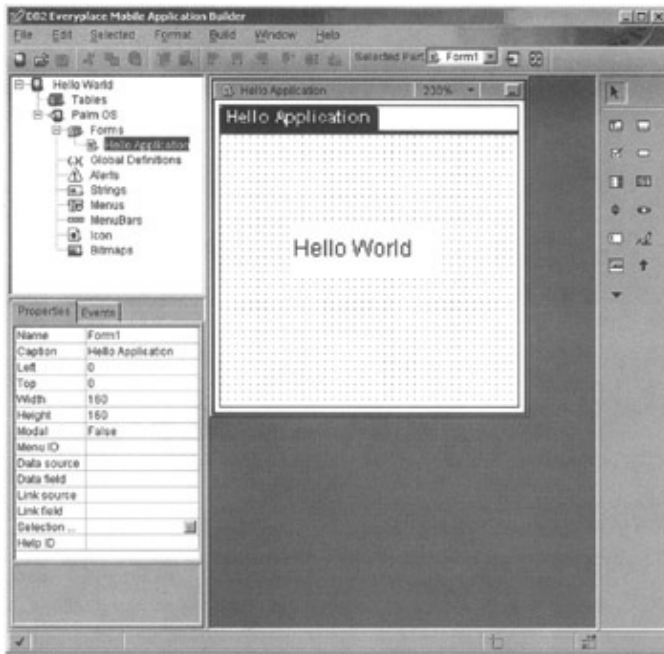 DB2 Everyplace Mobile Application Builder
File Edit Selected Format Build Window Help
Selected Part Form1
Hello World
Tables
Palm OS
Forms
Hello Application
Global Definitions
Alerts
Strings
Menus
MenuBars
Icon
Bitmaps
Hello Application 200%
Hello Application
Hello World
Properties Events
Name Form1
Caption Hello Application
Left 0
Top 0
Width 160
Height 160
Modal False
Menu ID
Data source
Data field
Link source
Link field
Selection ...
Help ID